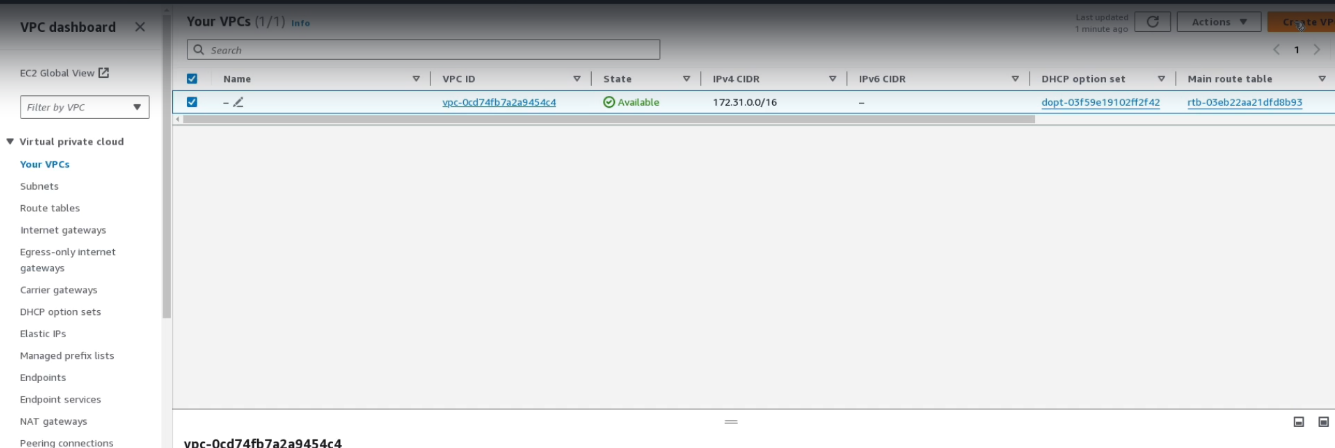 VPC dashboard
EC2 Global View
Filter by VPC
Virtual private cloud
Your VPCs
Subnets
Route tables
Internet gateways
Egress-only internet
gateways
Carrier gateways
DHCP option sets
Elastic IPs
Managed prefix lists
Endpoints
Endpoint services
NAT gateways
Peering connections
Your VPCs (1/1) Info
Last updated
1 minute ago
Actions
Create VP
Search
1
Name VPC ID State IPv4 CIDR IPv6 CIDR DHCP option set Main route table
– vpc-0cd74fb7a2a9454c4 Available 172.31.0.0/16 – dopt-03f59e19102ff2f42 rtb-03eb22aa21dfd8b93
vpc-0cd74fb7a2a9454c4